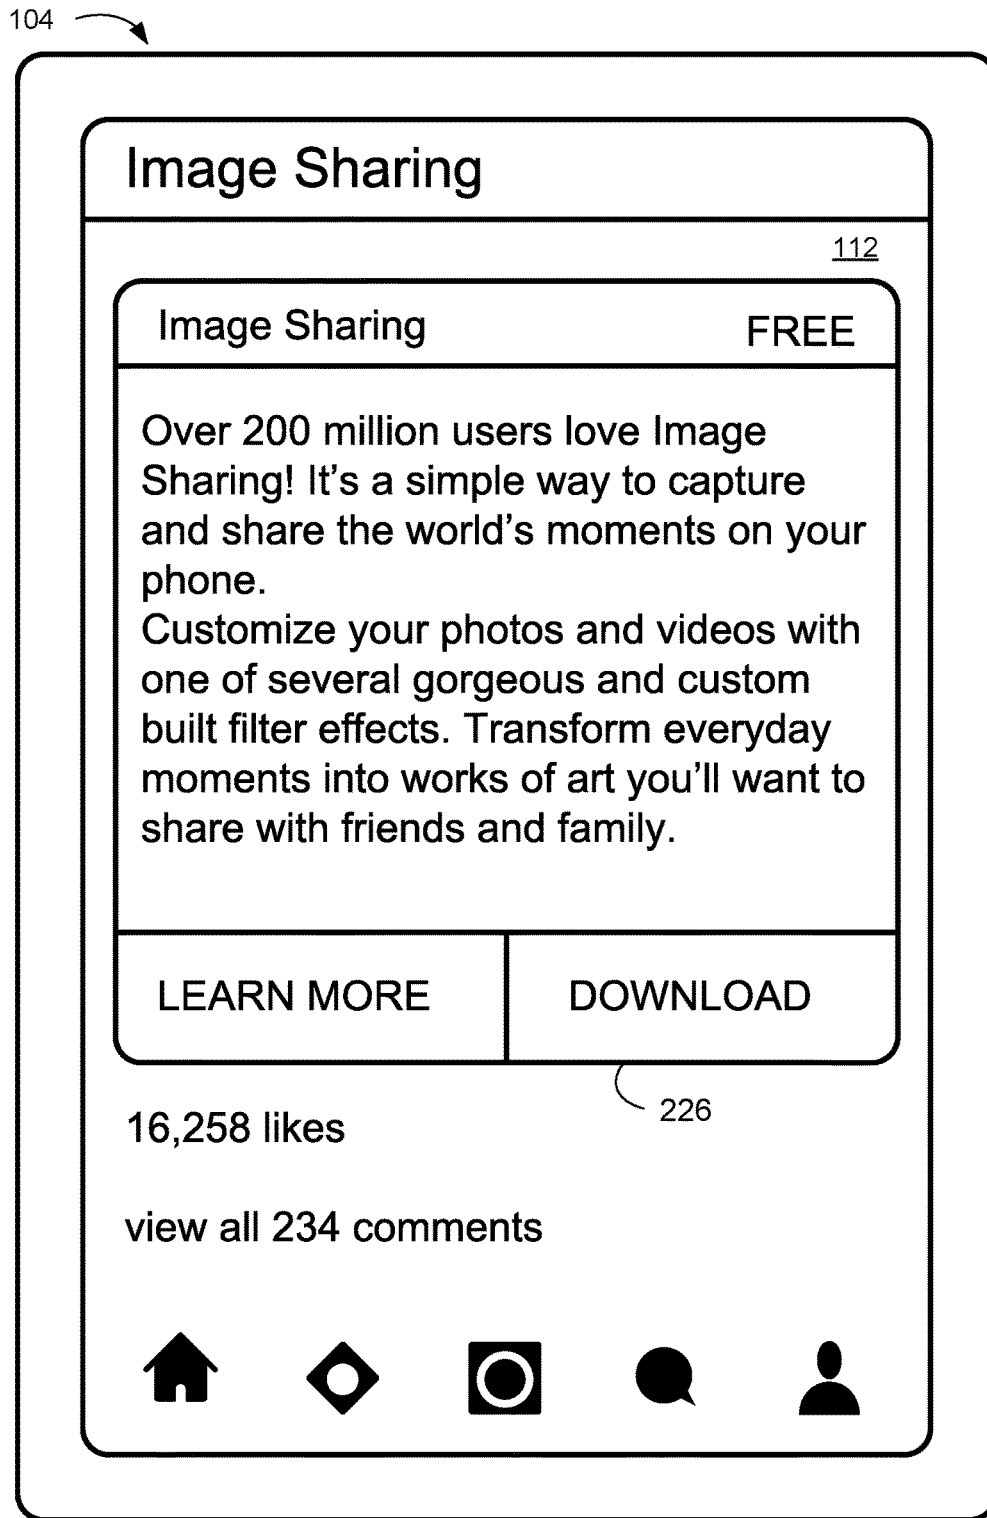 104
Image Sharing
112
Image Sharing FREE
Over 200 million users love Image
Sharing! It's a simple way to capture
and share the world's moments on your
phone.
Customize your photos and videos with
one of several gorgeous and custom
built filter effects. Transform everyday
moments into works of art you'll want to
share with friends and family.
LEARN MORE DOWNLOAD
226
16,258 likes
view all 234 comments